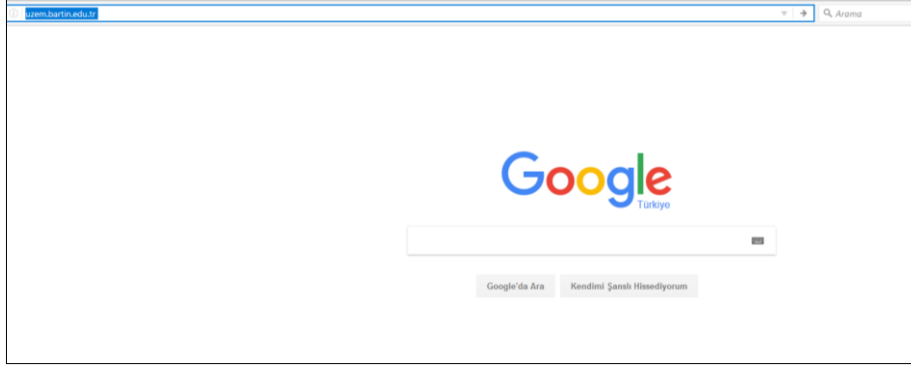 uzem.bartin.edu.tr
Arama
Google
Türkiye
Google'da Ara
Kendimi Şanslı Hissediyorum